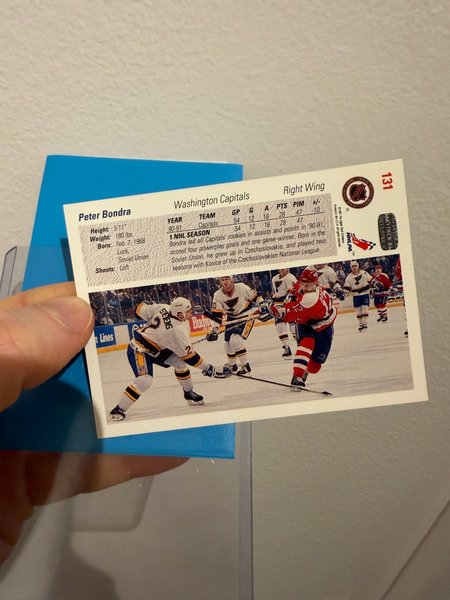 131
Peter Bondra
Washington Capitals
Right Wing
Height: 5'11"
Weight: 180 lbs.
Born: Feb. 7, 1968
Luck,
Soviet Union
Shoots: Left
YEAR TEAM GP G A PTS PIM +/-
90-91 Capitals 54 12 16 28 47 -10
1 NHL SEASON 54 12 16 28 47
Bondra led all Capitals' rookies in assists and points in '90-91,
scored four powerplay goals and one game-winner. Born in the
Soviet Union, he grew up in Czechoslovakia, and played two
seasons with Kosice of the Czechoslovakian National League.
NHLPA
Lines
2